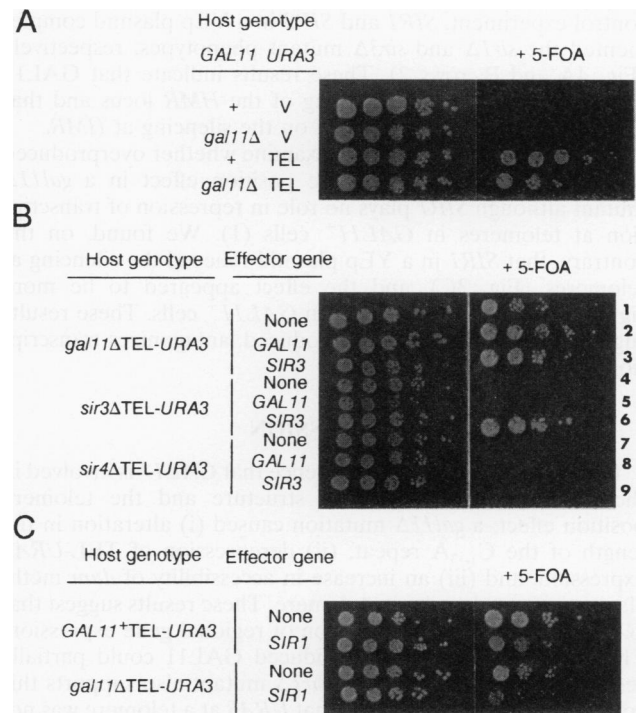 A
Host genotype
GAL11 URA3
+ 5-FOA
+ V
gal11Δ V
+ TEL
gal11Δ TEL
B
Host genotype Effector gene
+ 5-FOA
None 1
gal11ΔTEL-URA3 GAL11 2
SIR3 3
None 4
sir3ΔTEL-URA3 GAL11 5
SIR3 6
None 7
sir4ΔTEL-URA3 GAL11 8
SIR3 9
C
Host genotype Effector gene
+ 5-FOA
None
GAL11+TEL-URA3 SIR1
None
gal11ΔTEL-URA3 SIR1